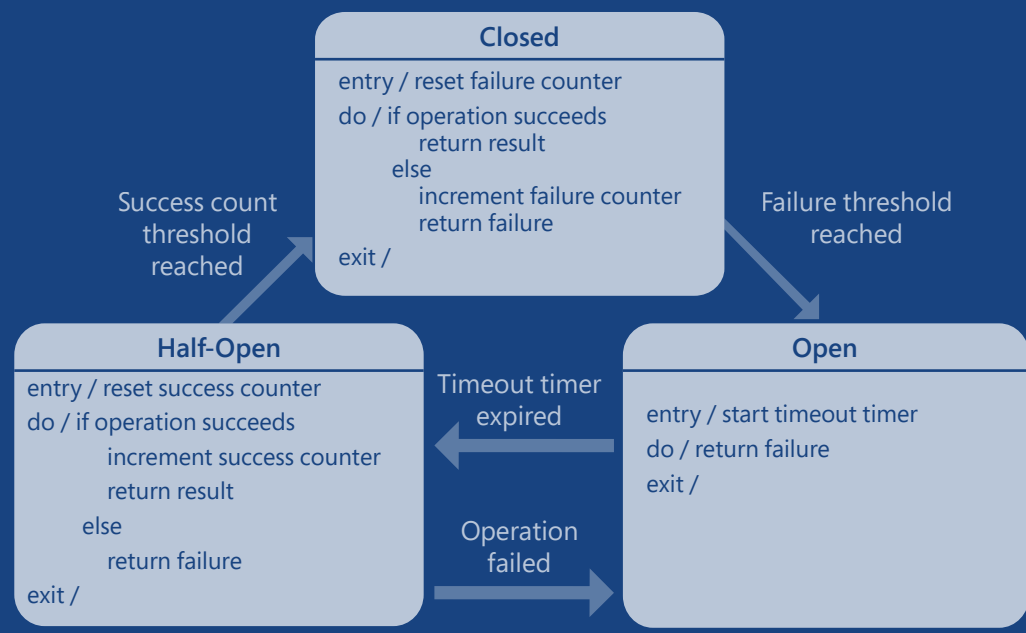 Closed
entry / reset failure counter
do / if operation succeeds
return result
else
increment failure counter
return failure
exit /
Success count
threshold
reached
Failure threshold
reached
Half-Open
entry / reset success counter
do / if operation succeeds
increment success counter
return result
else
return failure
exit /
Timeout timer
expired
Operation
failed
Open
entry / start timeout timer
do / return failure
exit /